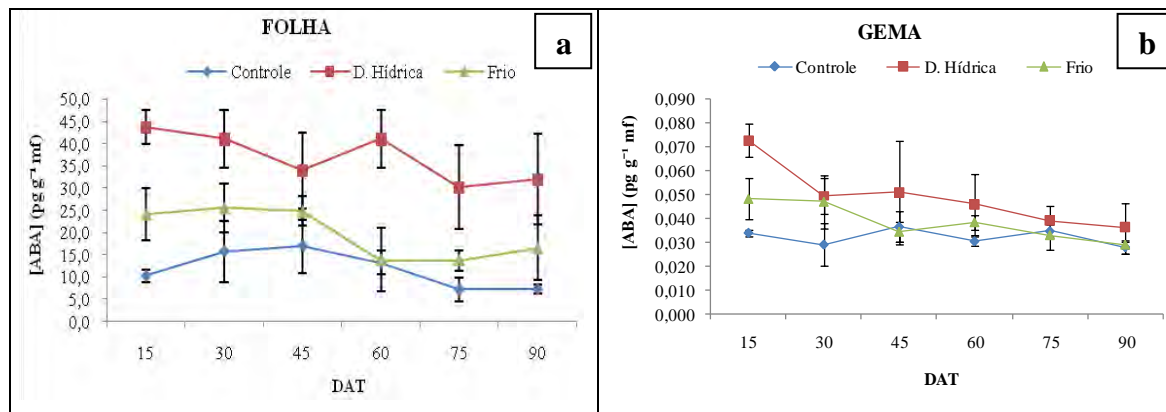 FOLHA
a
Controle D. Hídrica Frio
[ABA] (pg g⁻¹ mf)
50,0
45,0
40,0
35,0
30,0
25,0
20,0
15,0
10,0
5,0
0,0
15 30 45 60 75 90
DAT
GEMA
b
Controle D. Hídrica Frio
[ABA] (pg g⁻¹ mf)
0,090
0,080
0,070
0,060
0,050
0,040
0,030
0,020
0,010
0,000
15 30 45 60 75 90
DAT